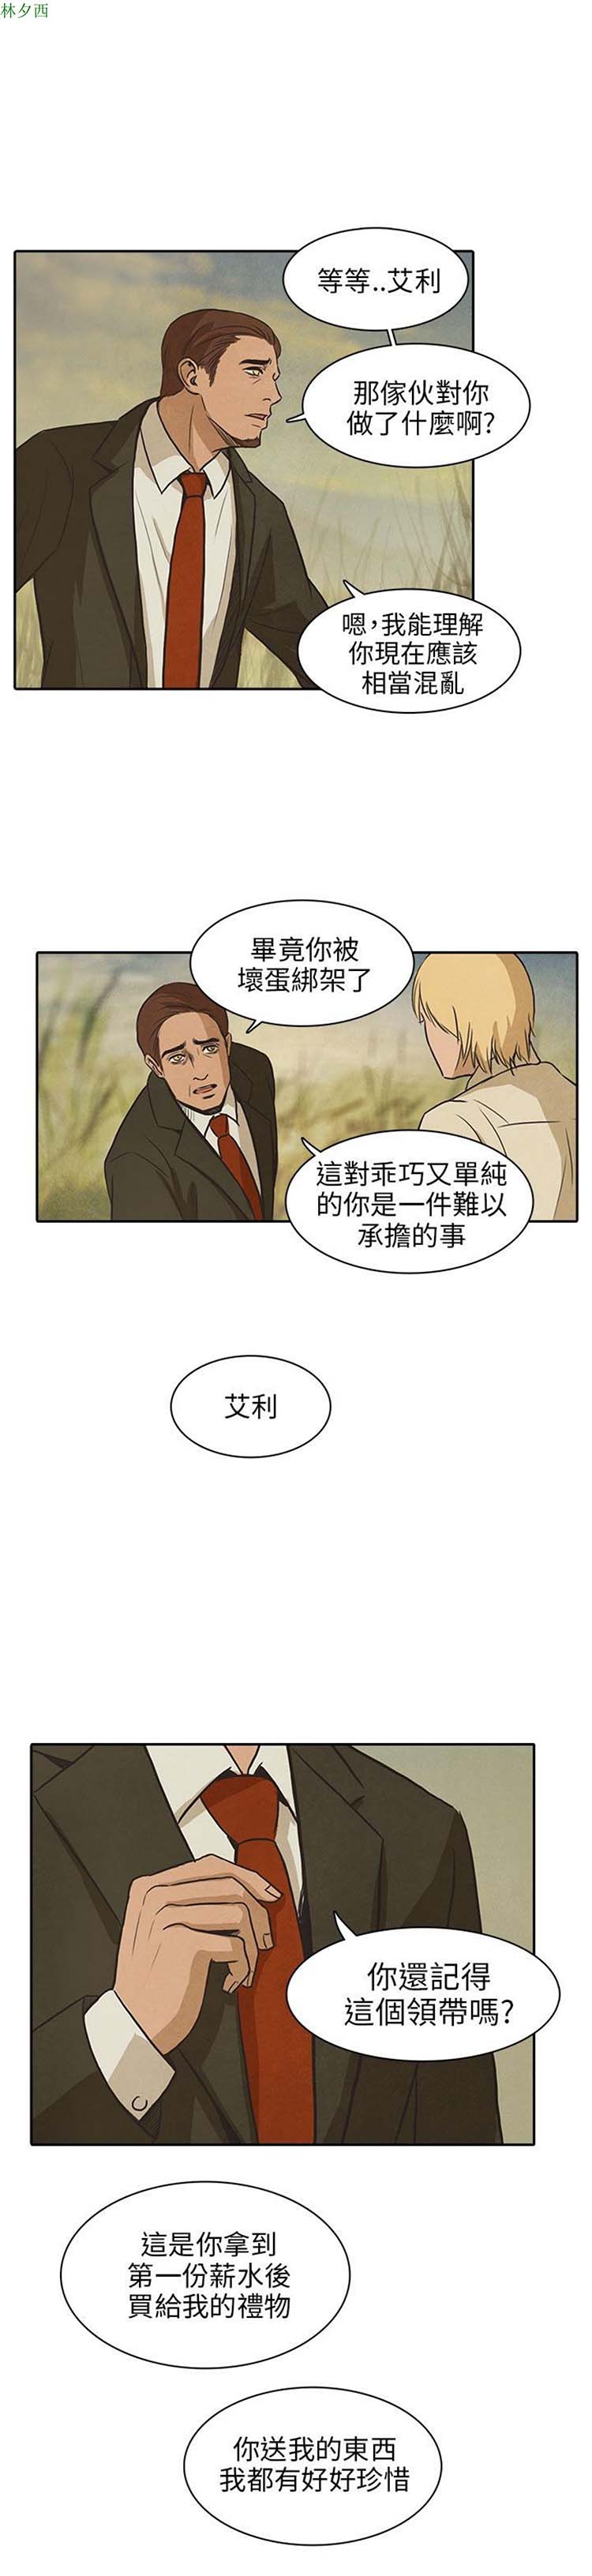 林夕西
等等..艾利
那傢伙對你
做了什麼啊?
嗯,我能理解
你現在應該
相當混亂
畢竟你被
壞蛋綁架了
這對乖巧又單純
的你是一件難以
承擔的事
艾利
你還記得
這個領帶嗎?
這是你拿到
第一份薪水後
買給我的禮物
你送我的東西
我都有好好珍惜